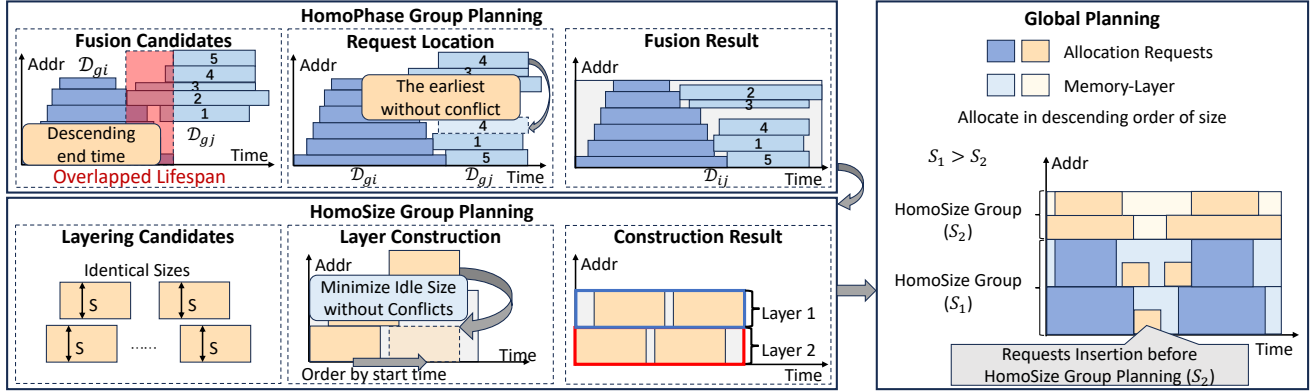 HomoPhase Group Planning
Fusion Candidates
Addr
𝒟gi
5
4
3
2
1
𝒟gj
Descending
end time
Time
Overlapped Lifespan
Request Location
Addr
4
3
The earliest
without conflict
4
1
5
Time
𝒟gi
𝒟gj
Fusion Result
Addr
2
3
4
1
5
𝒟ij
Time
HomoSize Group Planning
Layering Candidates
Identical Sizes
S
S
S
......
S
Layer Construction
Addr
Minimize Idle Size
without Conflicts
Time
Order by start time
Construction Result
Addr
Layer 1
Layer 2
Time
Global Planning
Allocation Requests
Memory-Layer
Allocate in descending order of size
S1 > S2
Addr
HomoSize Group
(S2)
HomoSize Group
(S1)
Time
Requests Insertion before
HomoSize Group Planning (S2)